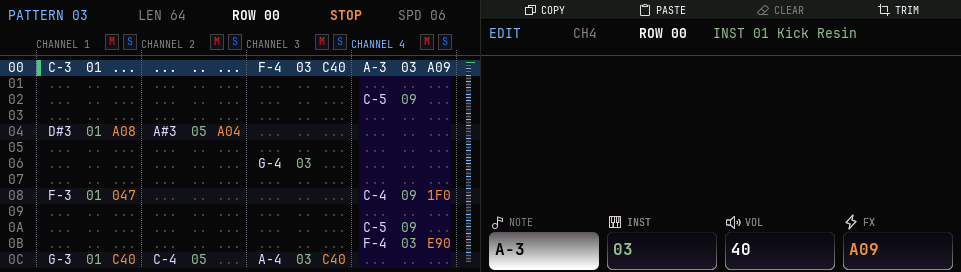 PATTERN 03 LEN 64 ROW 00 STOP SPD 06
CHANNEL 1 M S CHANNEL 2 M S CHANNEL 3 M S CHANNEL 4 M S
00 C-3 01 ... ... .. ... F-4 03 C40 A-3 03 A09
01 ... .. ... ... .. ... ... .. ... ... .. ...
02 ... .. ... ... .. ... ... .. ... C-5 09 ...
03 ... .. ... ... .. ... ... .. ... ... .. ...
04 D#3 01 A08 A#3 05 A04 ... .. ... ... .. ...
05 ... .. ... ... .. ... ... .. ... ... .. ...
06 ... .. ... ... .. ... G-4 03 ... ... .. ...
07 ... .. ... ... .. ... ... .. ... ... .. ...
08 F-3 01 047 ... .. ... ... .. ... C-4 09 1F0
09 ... .. ... ... .. ... ... .. ... ... .. ...
0A ... .. ... ... .. ... ... .. ... C-5 09 ...
0B ... .. ... ... .. ... ... .. ... F-4 03 E90
0C G-3 01 C40 C-4 05 ... A-4 03 C40 ... .. ...
COPY PASTE CLEAR TRIM
EDIT CH4 ROW 00 INST 01 Kick Resin
NOTE INST VOL FX
A-3 03 40 A09